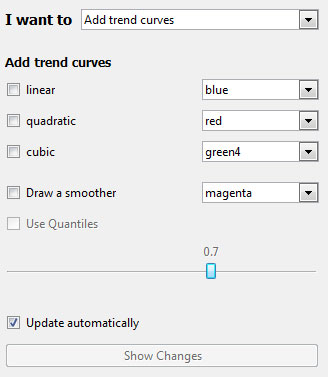 I want to Add trend curves
Add trend curves
linear blue
quadratic red
cubic green4
Draw a smoother magenta
Use Quantiles
0.7
Update automatically
Show Changes